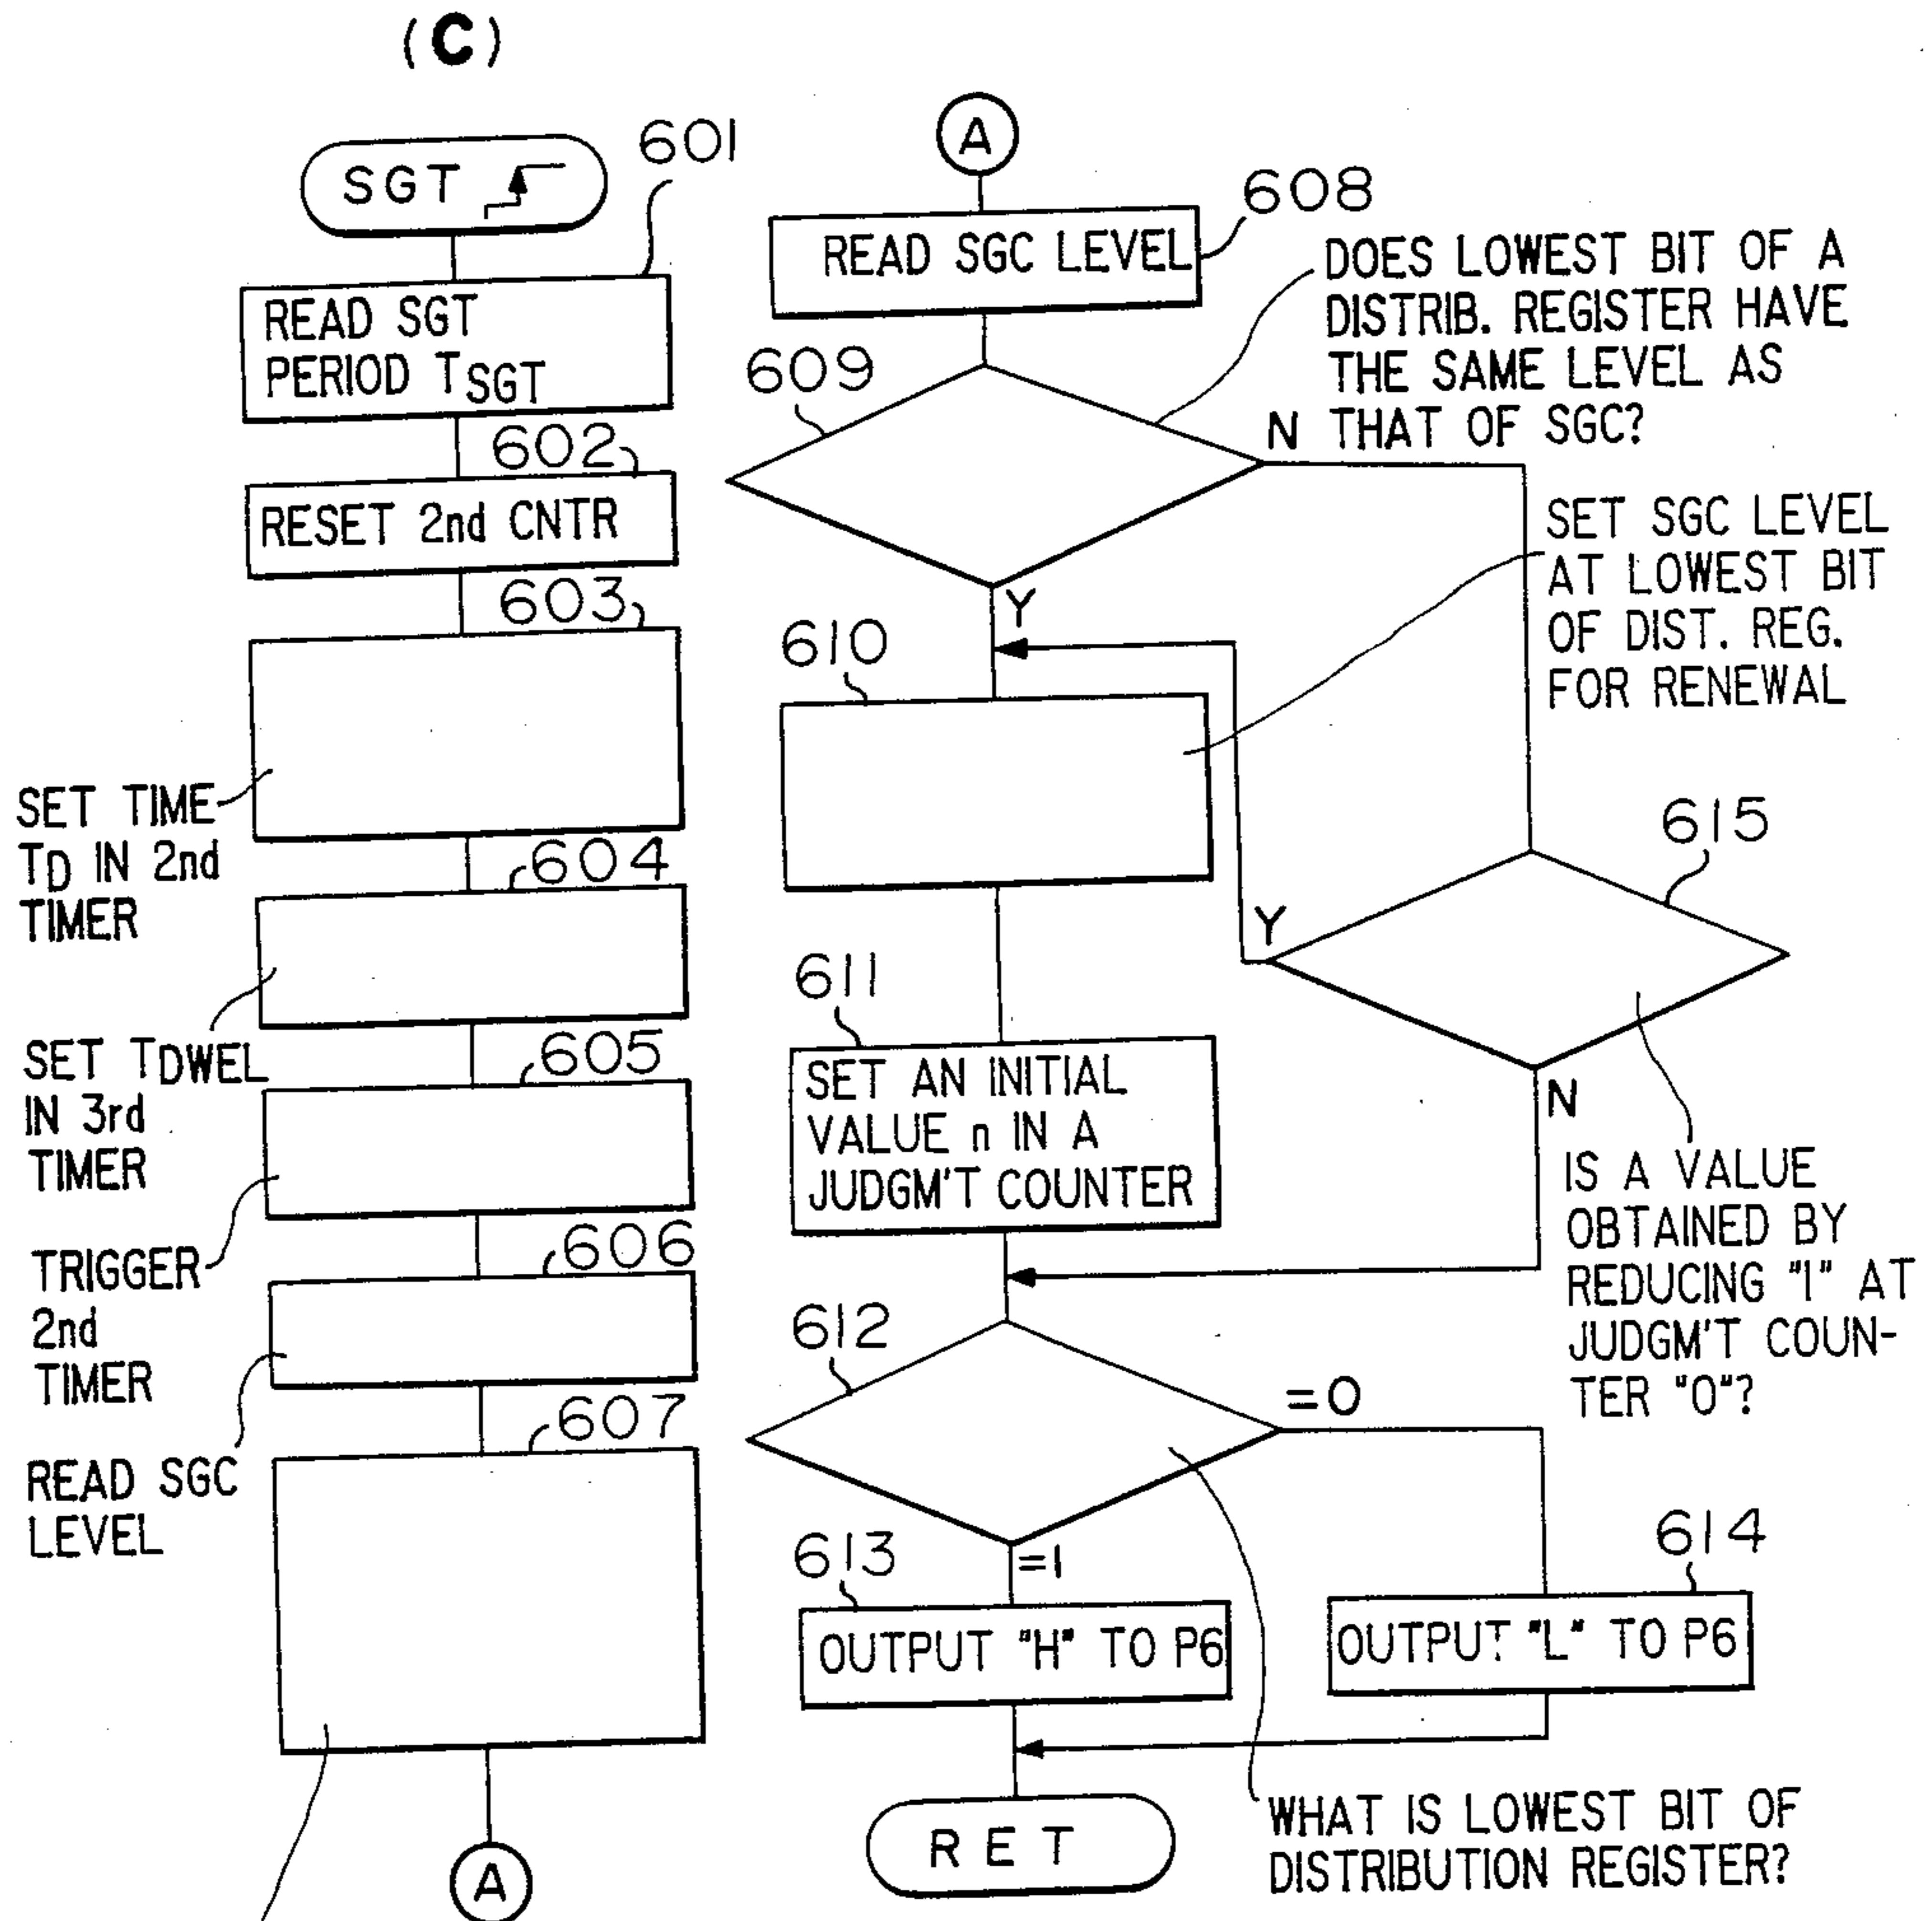 (C)
SGT
601
READ SGT
PERIOD TSGT
602
RESET 2nd CNTR
603
SET TIME
TD IN 2nd
TIMER
604
SET TDWEL
IN 3rd
TIMER
605
TRIGGER
2nd
TIMER
606
READ SGC
LEVEL
607
A
A
608
READ SGC LEVEL
609
DOES LOWEST BIT OF A
DISTRIB. REGISTER HAVE
THE SAME LEVEL AS
THAT OF SGC?
N
Y
610
SET SGC LEVEL
AT LOWEST BIT
OF DIST. REG.
FOR RENEWAL
615
Y
N
IS A VALUE
OBTAINED BY
REDUCING "1" AT
JUDGM'T COUN-
TER "0"?
611
SET AN INITIAL
VALUE n IN A
JUDGM'T COUNTER
612
=0
=1
613
OUTPUT "H" TO P6
614
OUTPUT "L" TO P6
WHAT IS LOWEST BIT OF
DISTRIBUTION REGISTER?
RET